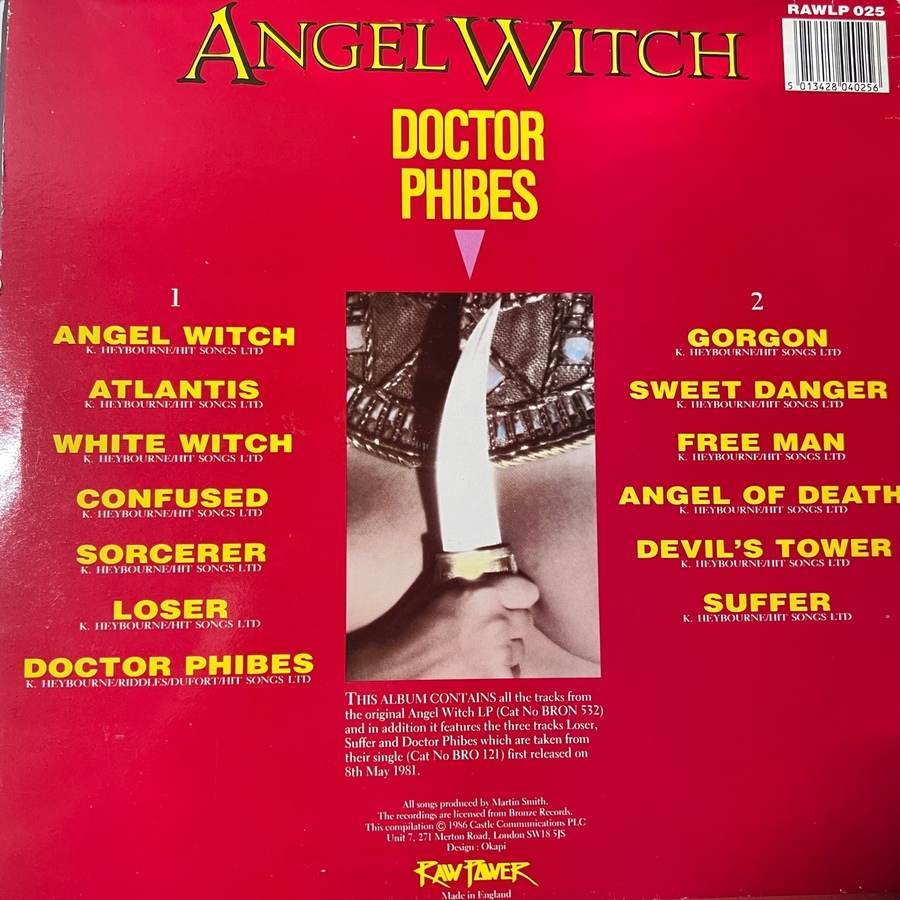 RAWLP 025
ANGEL WITCH
5 013428 040256
DOCTOR
PHIBES
1
ANGEL WITCH
K. HEYBOURNE/HIT SONGS LTD
ATLANTIS
K. HEYBOURNE/HIT SONGS LTD
WHITE WITCH
K. HEYBOURNE/HIT SONGS LTD
CONFUSED
K. HEYBOURNE/HIT SONGS LTD
SORCERER
K. HEYBOURNE/HIT SONGS LTD
LOSER
K. HEYBOURNE/HIT SONGS LTD
DOCTOR PHIBES
K. HEYBOURNE/RIDDLES/DUFORT/HIT SONGS LTD
2
GORGON
K. HEYBOURNE/HIT SONGS LTD
SWEET DANGER
K. HEYBOURNE/HIT SONGS LTD
FREE MAN
K. HEYBOURNE/HIT SONGS LTD
ANGEL OF DEATH
K. HEYBOURNE/HIT SONGS LTD
DEVIL'S TOWER
K. HEYBOURNE/HIT SONGS LTD
SUFFER
K. HEYBOURNE/HIT SONGS LTD
THIS ALBUM CONTAINS all the tracks from
the original Angel Witch LP (Cat No BRON 532)
and in addition it features the three tracks Loser,
Suffer and Doctor Phibes which are taken from
their single (Cat No BRO 121) first released on
8th May 1981.
All songs produced by Martin Smith.
The recordings are licensed from Bronze Records.
This compilation © 1986 Castle Communications PLC
Unit 7, 271 Merton Road, London SW18 5JS
Design : Okapi
RAW POWER
Made in England